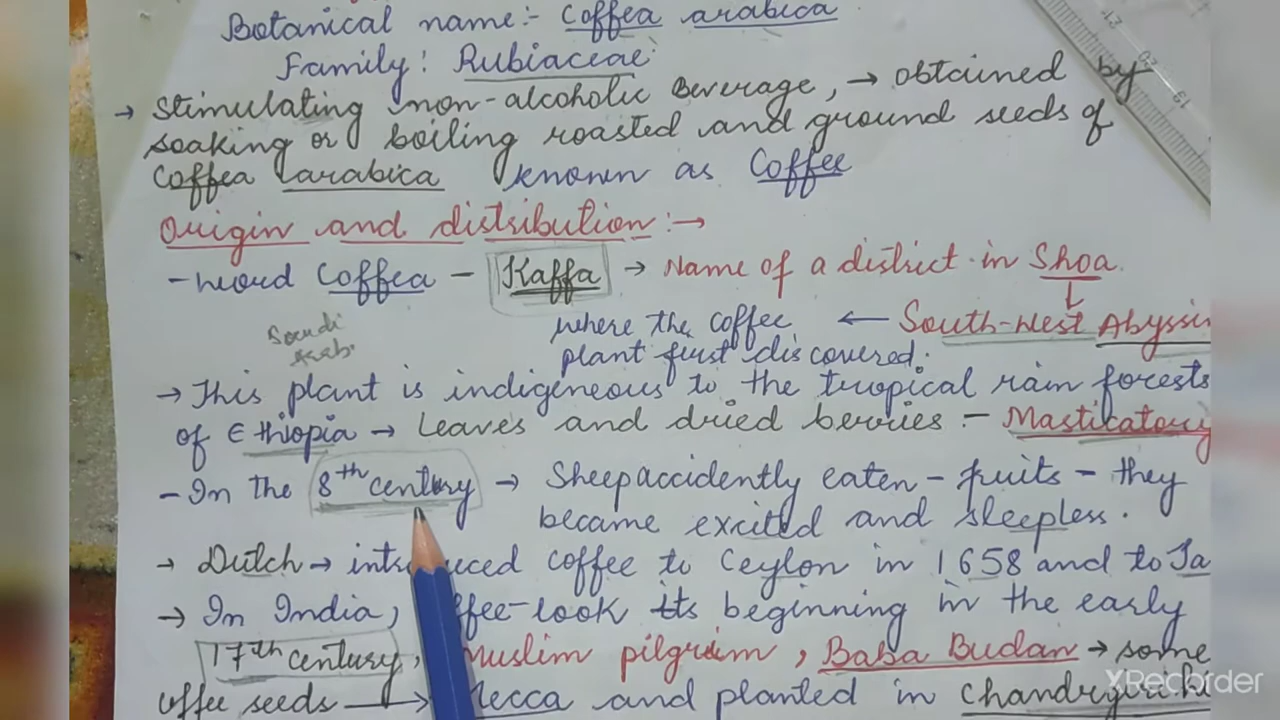 Botanical name:- Coffea arabica
Family: Rubiaceae
→ Stimulating non-alcoholic Beverage, → obtained by
soaking or boiling roasted and ground seeds of
Coffea arabica known as Coffee
Origin and distribution:→
- word Coffea - Kaffa → Name of a district in Shoa.
↓
where the coffee ← South-West Abyssin
Saudi
Arab.
plant first discovered.
→ This plant is indigeneous to the tropical rain forests
of Ethiopia → Leaves and dried berries - Masticatory
- In the 8th century → Sheep accidently eaten - fruits - they
became excited and sleepless.
→ Dutch → introduced coffee to Ceylon in 1658 and to Ja
→ In India, ffee-took its beginning in the early
17th century, muslim pilgrim, Baba Budan → some
offee seeds → Mecca and planted in
XRecorder